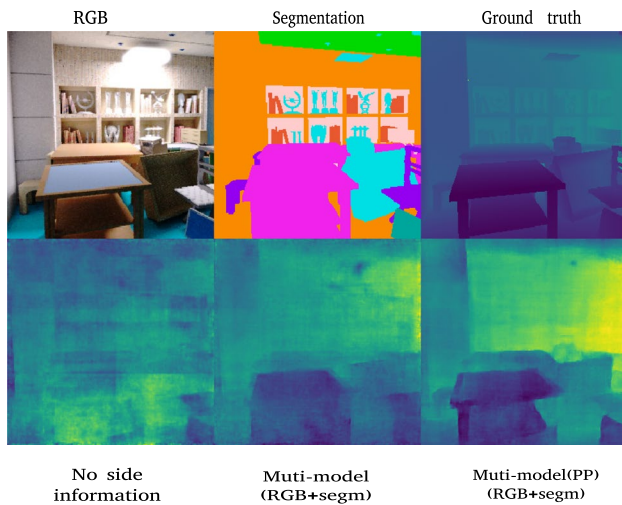 RGB
Segmentation
Ground truth
No side
information
Muti-model
(RGB+segm)
Muti-model(PP)
(RGB+segm)